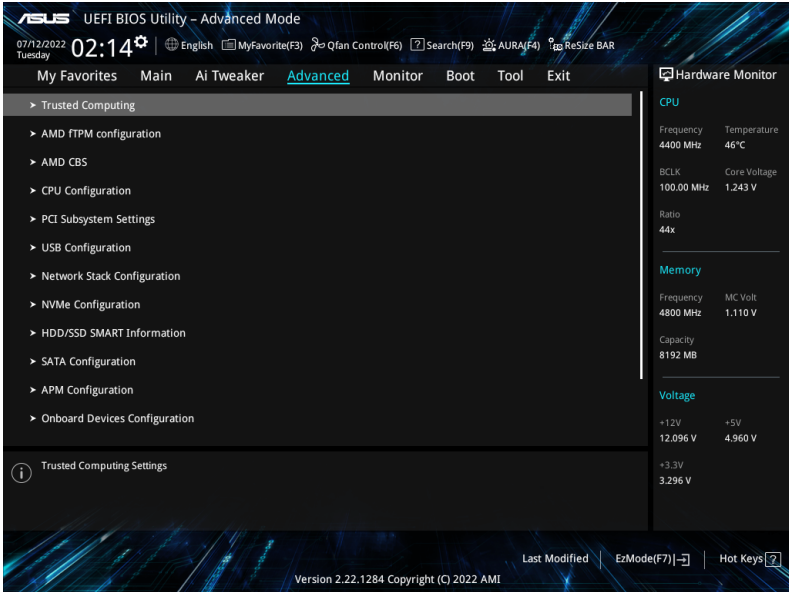 ASUS UEFI BIOS Utility – Advanced Mode
07/12/2022 Tuesday 02:14 English MyFavorite(F3) Qfan Control(F6) ? Search(F9) AURA(F4) ReSize BAR
My Favorites Main Ai Tweaker Advanced Monitor Boot Tool Exit
Hardware Monitor
Trusted Computing
AMD fTPM configuration
AMD CBS
CPU Configuration
PCI Subsystem Settings
USB Configuration
Network Stack Configuration
NVMe Configuration
HDD/SSD SMART Information
SATA Configuration
APM Configuration
Onboard Devices Configuration
Trusted Computing Settings
CPU
Frequency Temperature
4400 MHz 46°C
BCLK Core Voltage
100.00 MHz 1.243 V
Ratio
44x
Memory
Frequency MC Volt
4800 MHz 1.110 V
Capacity
8192 MB
Voltage
+12V +5V
12.096 V 4.960 V
+3.3V
3.296 V
Last Modified EzMode(F7) Hot Keys ?
Version 2.22.1284 Copyright (C) 2022 AMI